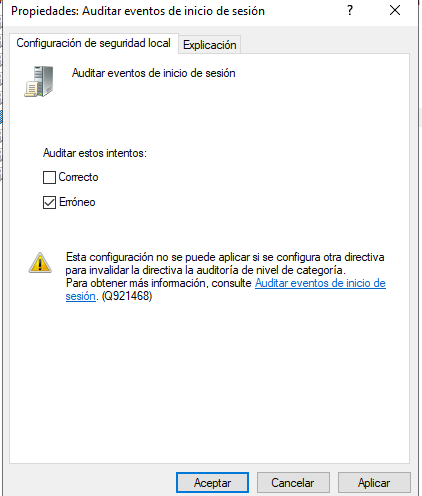 Propiedades: Auditar eventos de inicio de sesión
Configuración de seguridad local
Explicación
Auditar eventos de inicio de sesión
Auditar estos intentos:
Correcto
Erróneo
Esta configuración no se puede aplicar si se configura otra directiva
para invalidar la directiva la auditoría de nivel de categoría.
Para obtener más información, consulte Auditar eventos de inicio de
sesión. (Q921468)
Aceptar
Cancelar
Aplicar